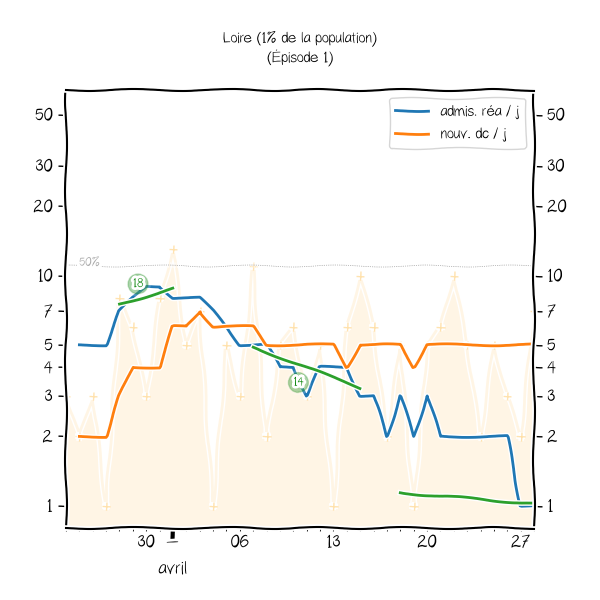 Loire (1% de la population)
(Épisode 1)
admis. réa / j
nouv. dc / j
50 50
30 30
20 20
50%
10 10
18
7 7
5 5
4 4
14
3 3
2 2
1 1
30 1 06 13 20 27
avril